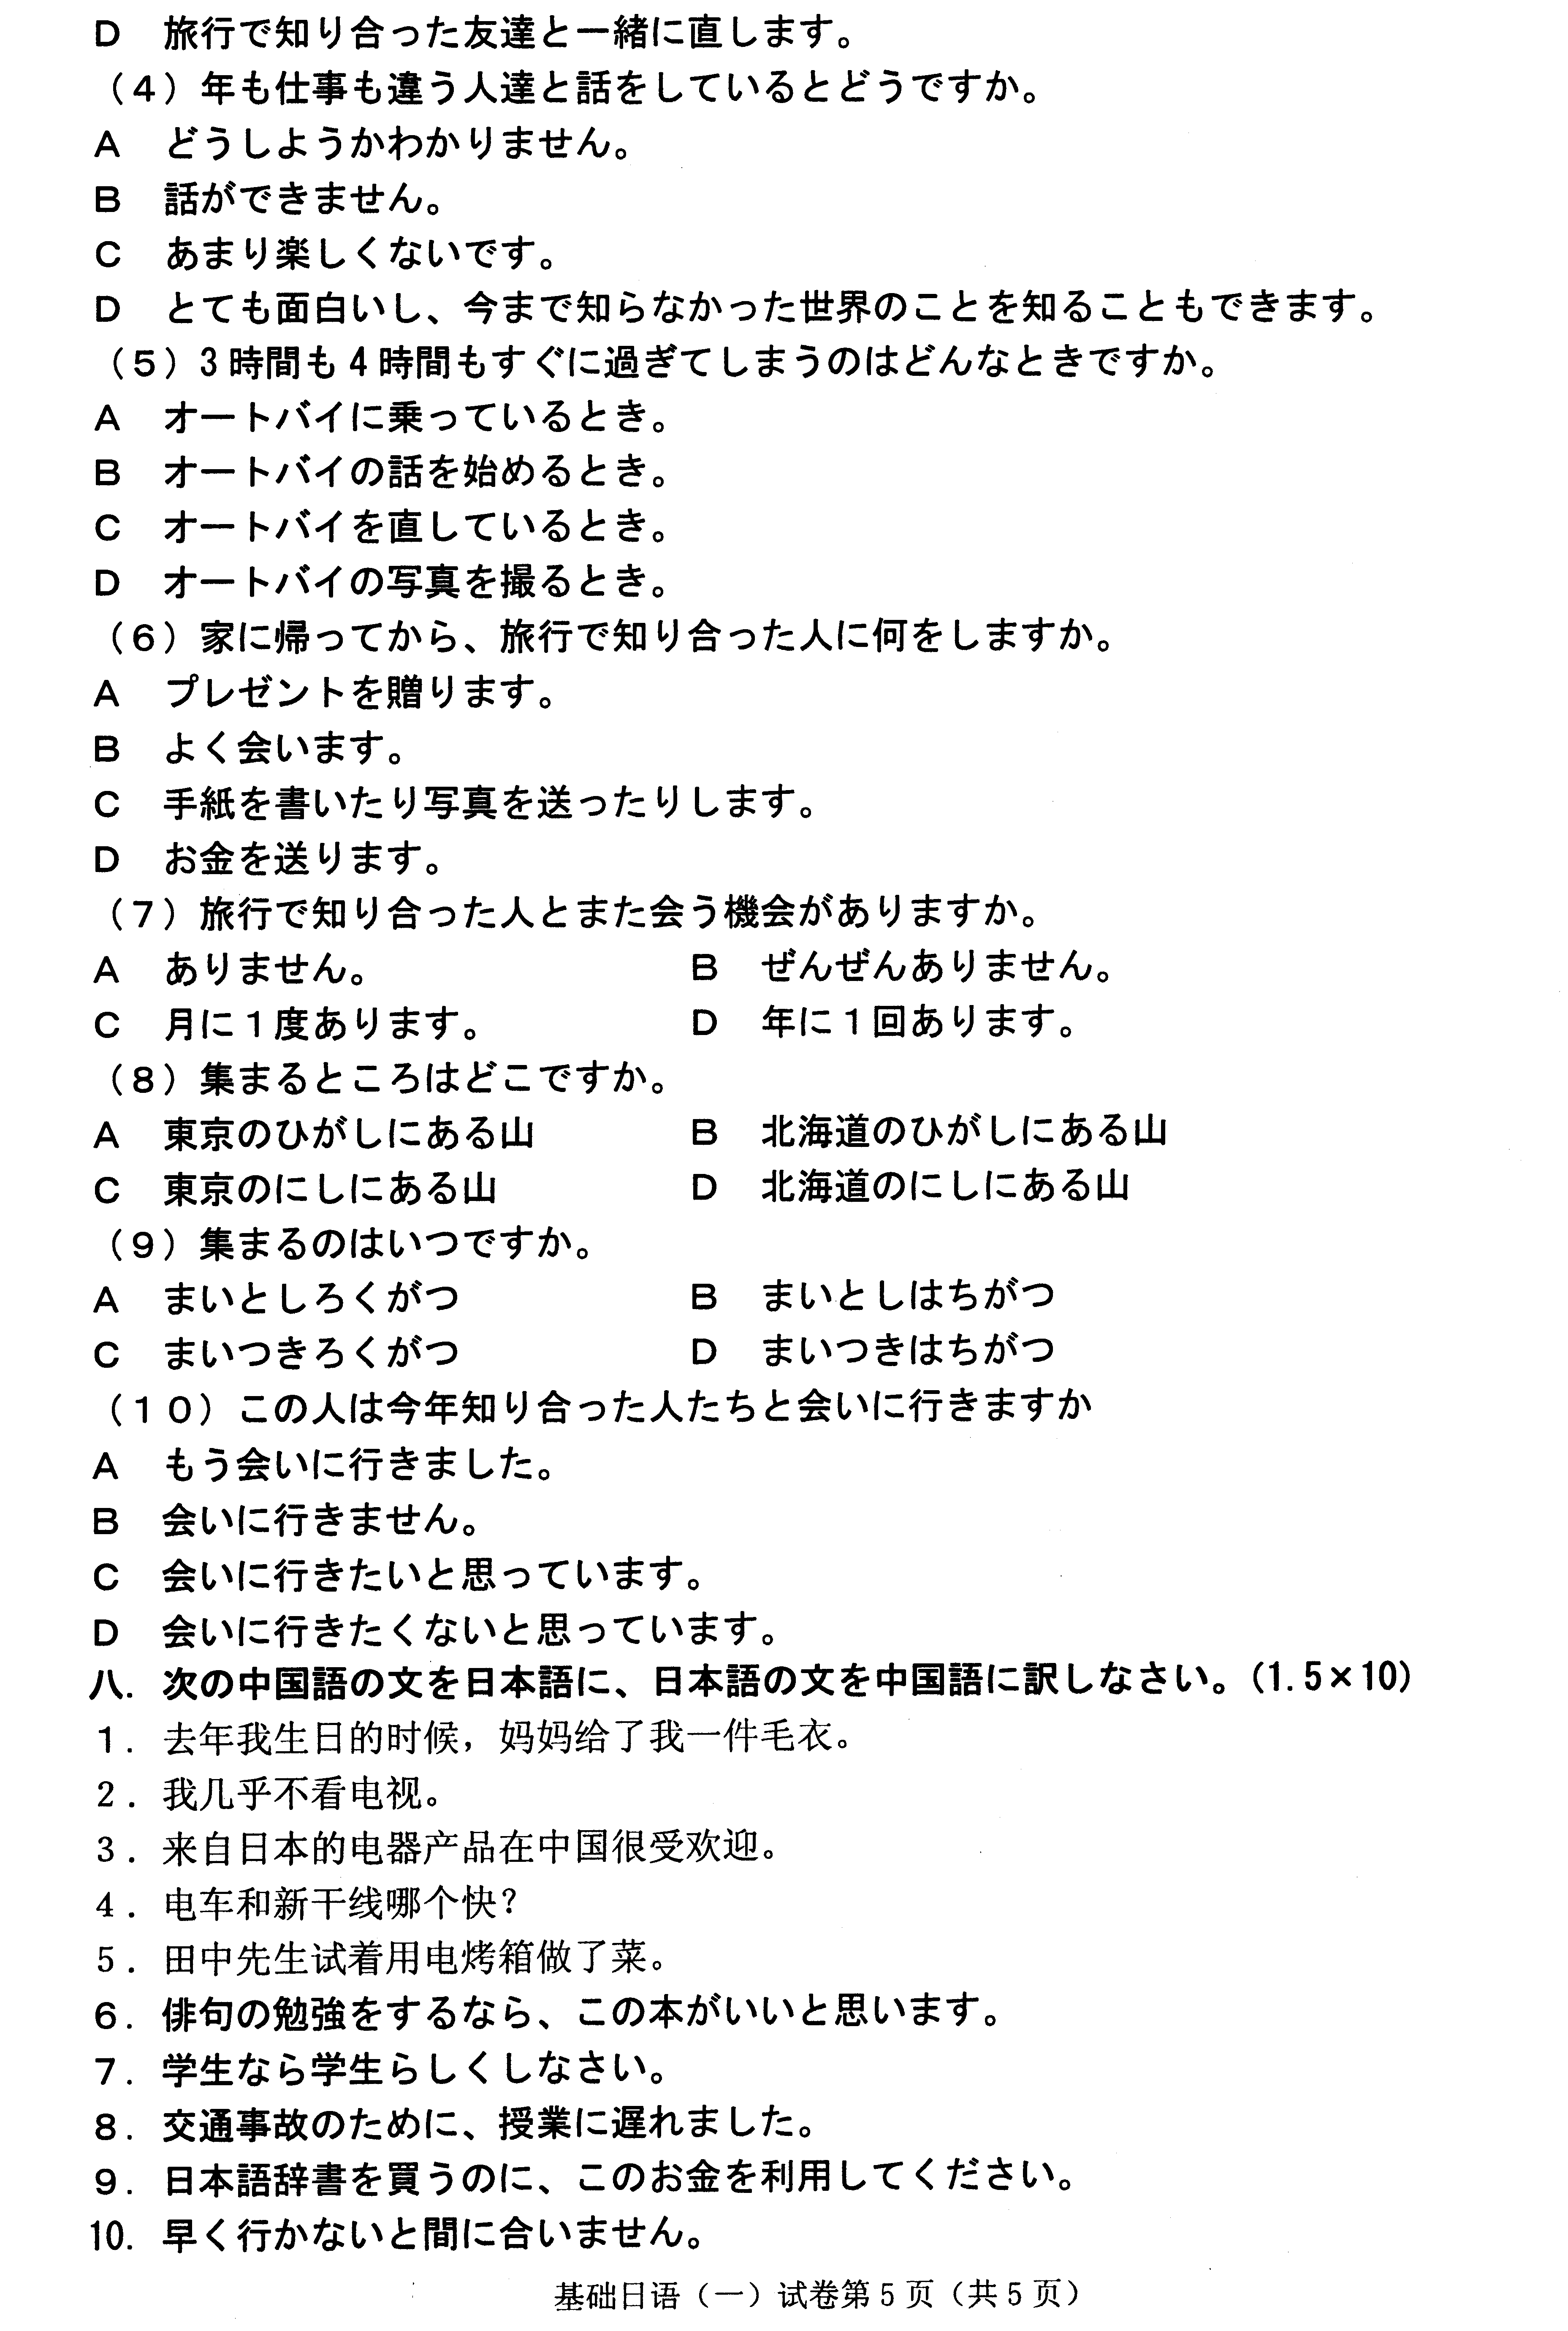 D　旅行で知り合った友達と一緒に直します。
（4）年も仕事も違う人達と話をしているとどうですか。
A　どうしようかわかりません。
B　話ができません。
C　あまり楽しくないです。
D　とても面白いし、今まで知らなかった世界のことを知ることもできます。
（5）3時間も4時間もすぐに過ぎてしまうのはどんなときですか。
A　オートバイに乗っているとき。
B　オートバイの話を始めるとき。
C　オートバイを直しているとき。
D　オートバイの写真を撮るとき。
（6）家に帰ってから、旅行で知り合った人に何をしますか。
A　プレゼントを贈ります。
B　よく会います。
C　手紙を書いたり写真を送ったりします。
D　お金を送ります。
（7）旅行で知り合った人とまた会う機会がありますか。
A　ありません。　B　ぜんぜんありません。
C　月に1度あります。　D　年に1回あります。
（8）集まるところはどこですか。
A　東京のひがしにある山　B　北海道のひがしにある山
C　東京のにしにある山　D　北海道のにしにある山
（9）集まるのはいつですか。
A　まいとしろくがつ　B　まいとしはちがつ
C　まいつきろくがつ　D　まいつきはちがつ
（10）この人は今年知り合った人たちと会いに行きますか
A　もう会いに行きました。
B　会いに行きません。
C　会いに行きたいと思っています。
D　会いに行きたくないと思っています。
八. 次の中国語の文を日本語に、日本語の文を中国語に訳しなさい。(1.5×10)
1. 去年我生日的时候，妈妈给了我一件毛衣。
2. 我几乎不看电视。
3. 来自日本的电器产品在中国很受欢迎。
4. 电车和新干线哪个快？
5. 田中先生试着用电烤箱做了菜。
6. 俳句の勉強をするなら、この本がいいと思います。
7. 学生なら学生らしくしなさい。
8. 交通事故のために、授業に遅れました。
9. 日本語辞書を買うのに、このお金を利用してください。
10. 早く行かないと間に合いません。
基础日语（一）试卷第5页（共5页）